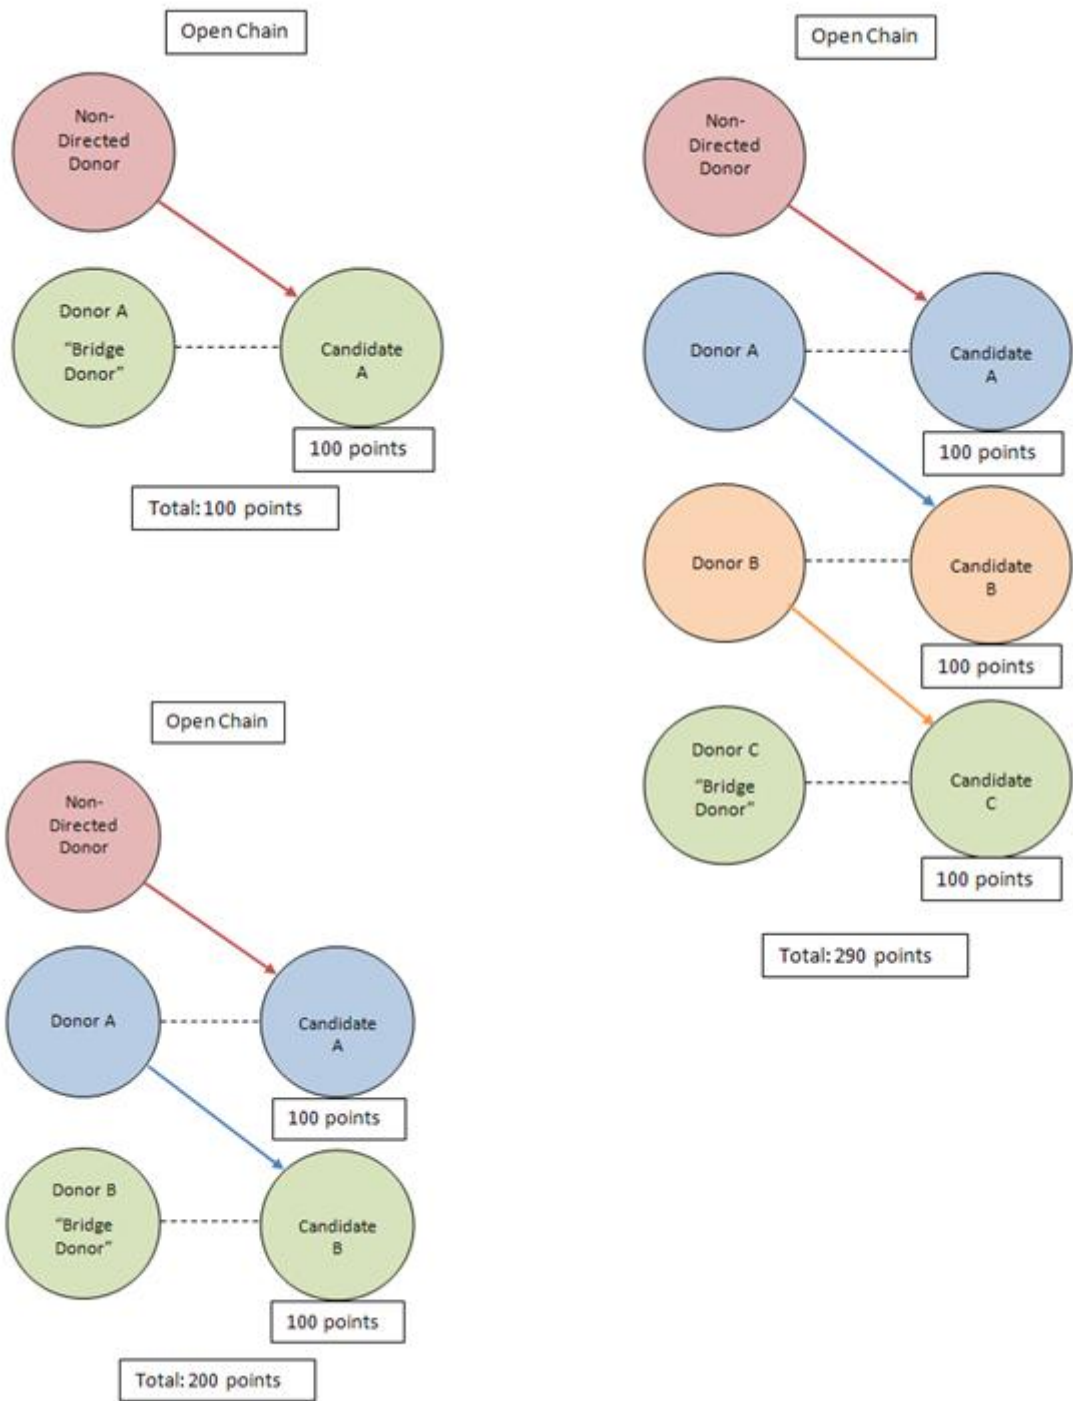 Open Chain
Non-
Directed
Donor
Donor A
"Bridge
Donor"
Candidate
A
100 points
Total: 100 points
Open Chain
Non-
Directed
Donor
Donor A
Candidate
A
100 points
Donor B
"Bridge
Donor"
Candidate
B
100 points
Total: 200 points
Open Chain
Non-
Directed
Donor
Donor A
Candidate
A
100 points
Donor B
Candidate
B
100 points
Donor C
"Bridge
Donor"
Candidate
C
100 points
Total: 290 points